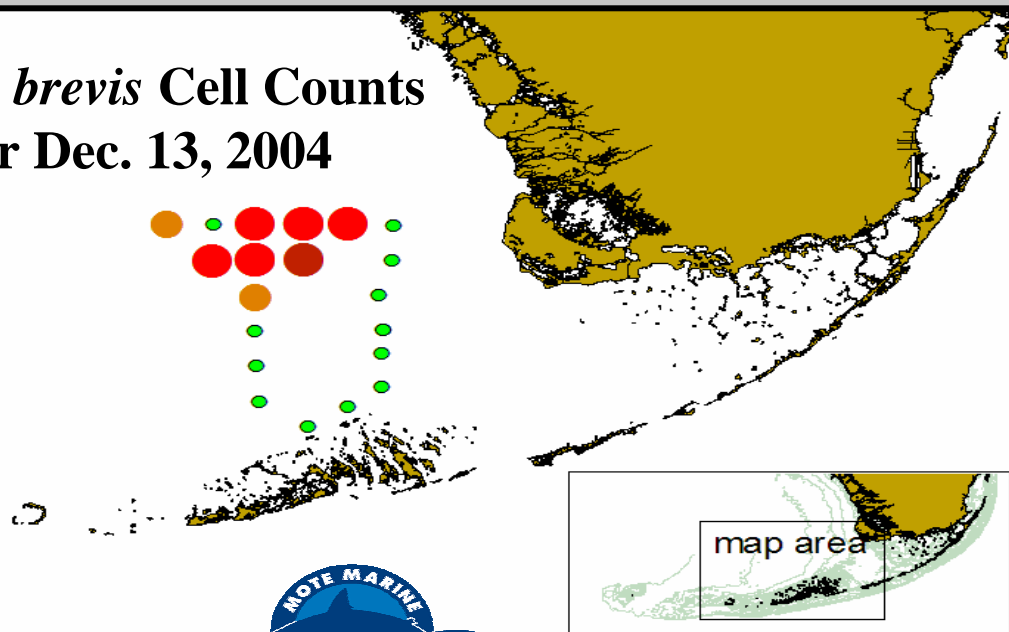 brevis Cell Counts
r Dec. 13, 2004
map area
MOTE MARINE